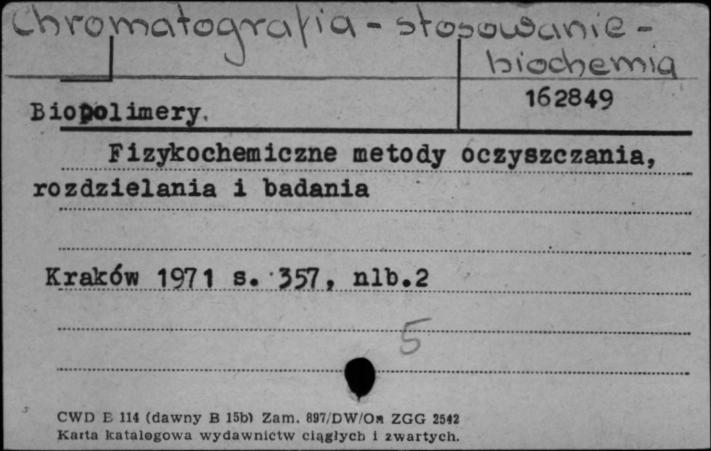 Chromatografia - stosowanie -
biochemia
162849
Biopolimery.
Fizykochemiczne metody oczyszczania,
rozdzielania i badania
Kraków 1971 s. 357, nlb.2
5
CWD B 114 (dawny B 15b) Zam. 897/DW/Om ZGG 2542
Karta katalogowa wydawnictw ciągłych i zwartych.